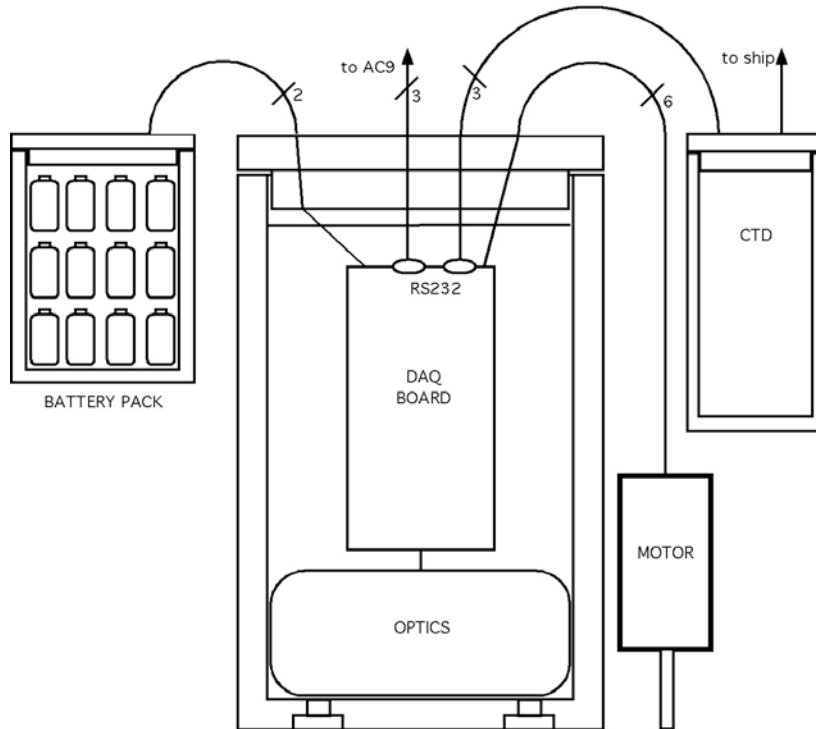 to AC9
to ship
2
3
3
6
CTD
RS232
DAQ
BOARD
BATTERY PACK
MOTOR
OPTICS